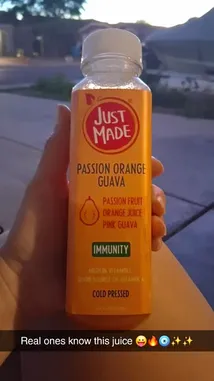 JUST
MADE
PASSION ORANGE
GUAVA
PASSION FRUIT
ORANGE JUICE
PINK GUAVA
IMMUNITY
COLD PRESSED
Real ones know this juice 😜🔥🧿✨✨